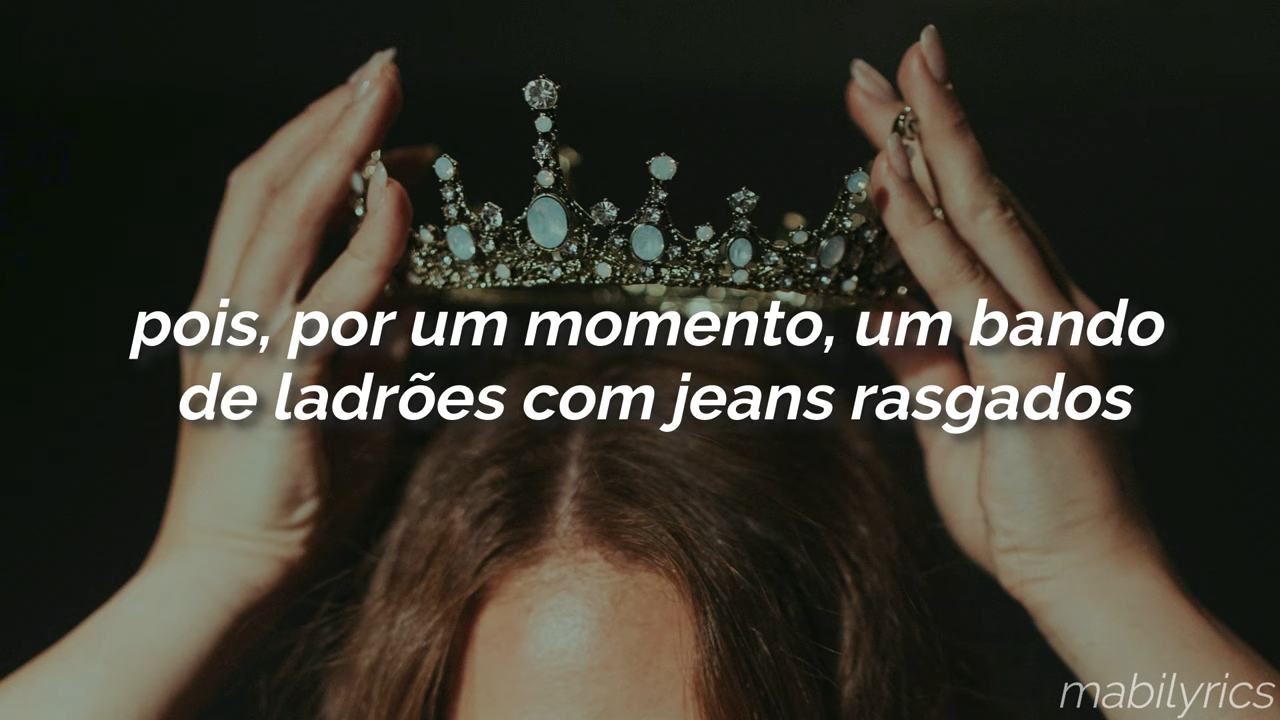 pois, por um momento, um bando
de ladrões com jeans rasgados
mabilyrics